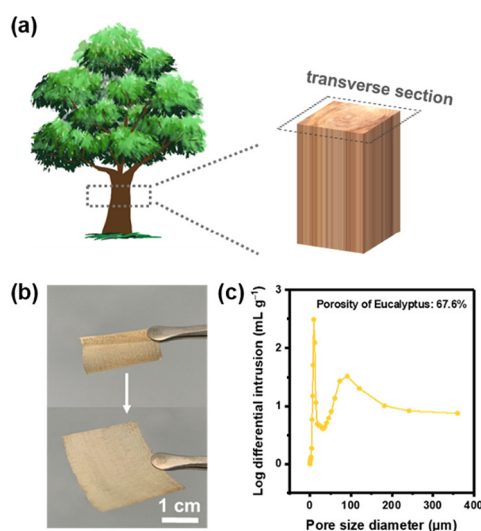 (a)
transverse section
(b)
1 cm
(c)
Porosity of Eucalyptus: 67.6%
Log differential intrusion (mL g⁻¹)
3
2
1
0
0 100 200 300 400
Pore size diameter (μm)